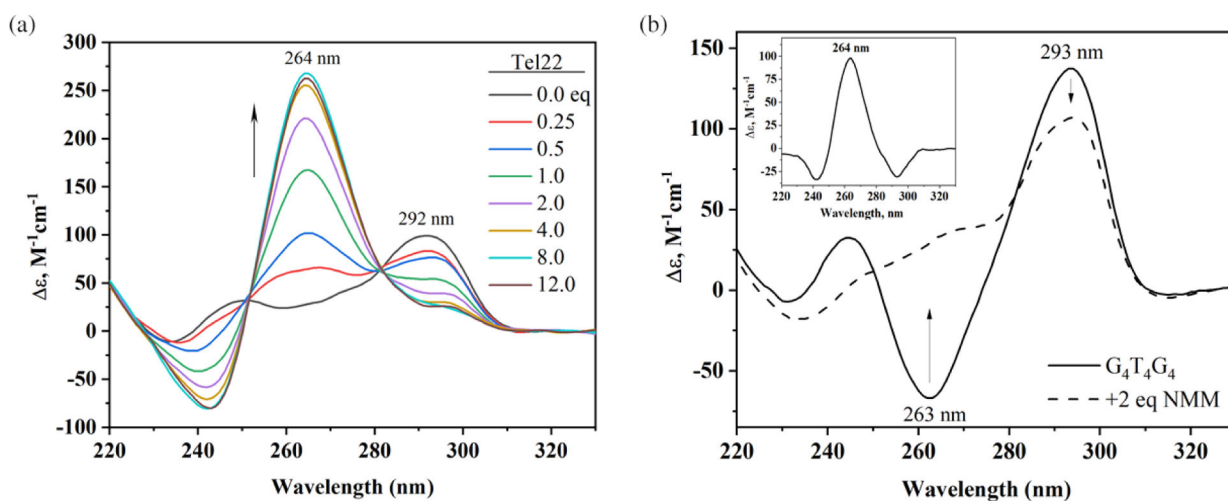 (a)
300
250
200
150
100
50
0
-50
-100
Δε, M⁻¹cm⁻¹
264 nm
292 nm
Tel22
0.0 eq
0.25
0.5
1.0
2.0
4.0
8.0
12.0
220 240 260 280 300 320
Wavelength (nm)
(b)
150
100
50
0
-50
Δε, M⁻¹cm⁻¹
264 nm
100
75
50
25
0
-25
Δε, M⁻¹cm⁻¹
220 240 260 280 300 320
Wavelength, nm
293 nm
263 nm
G₄T₄G₄
+2 eq NMM
220 240 260 280 300 320
Wavelength (nm)